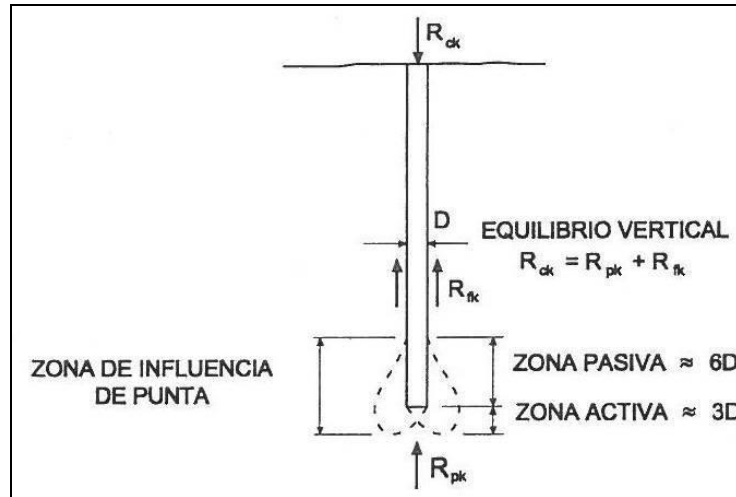 R_ck
D
EQUILIBRIO VERTICAL
R_ck = R_pk + R_fk
R_fk
ZONA DE INFLUENCIA
DE PUNTA
ZONA PASIVA ≈ 6D
ZONA ACTIVA ≈ 3D
R_pk